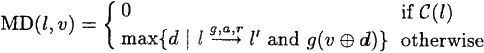 MD(l, v) = { 0 if C(l)
max{d | l —g,a,r→ l′ and g(v ⊕ d)} otherwise